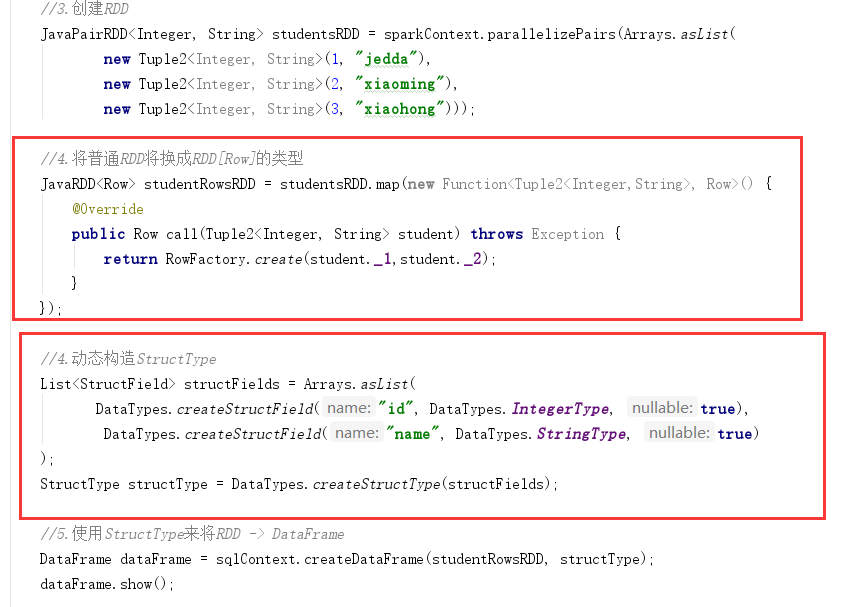 //3.创建RDD
JavaPairRDD<Integer, String> studentsRDD = sparkContext.parallelizePairs(Arrays.asList(
new Tuple2<Integer, String>(1, "jedda"),
new Tuple2<Integer, String>(2, "xiaoming"),
new Tuple2<Integer, String>(3, "xiaohong")));
//4.将普通RDD将换成RDD[Row]的类型
JavaRDD<Row> studentRowsRDD = studentsRDD.map(new Function<Tuple2<Integer,String>, Row>() {
@Override
public Row call(Tuple2<Integer, String> student) throws Exception {
return RowFactory.create(student._1,student._2);
}
});
//4.动态构造StructType
List<StructField> structFields = Arrays.asList(
DataTypes.createStructField( name: "id", DataTypes.IntegerType, nullable: true),
DataTypes.createStructField( name: "name", DataTypes.StringType, nullable: true)
);
StructType structType = DataTypes.createStructType(structFields);
//5.使用StructType来将RDD -> DataFrame
DataFrame dataFrame = sqlContext.createDataFrame(studentRowsRDD, structType);
dataFrame.show();